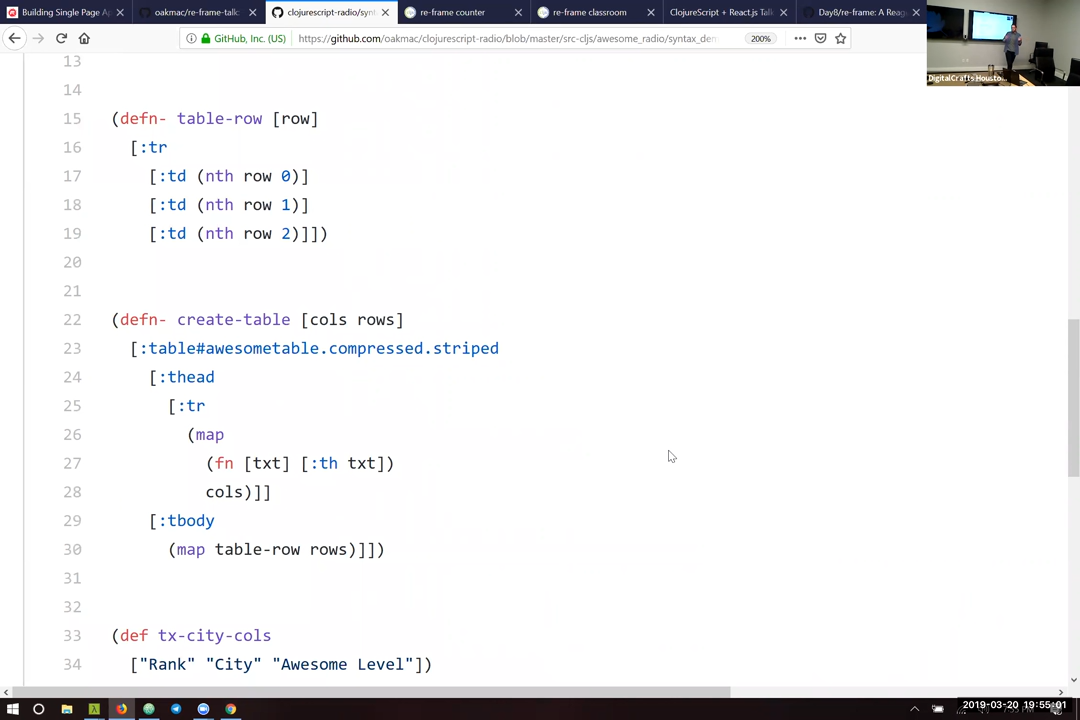 Building Single Page Ap
oakmac/re-frame-talk:
clojurescript-radio/synt
re-frame counter
re-frame classroom
ClojureScript + React.js Talk
Day8/re-frame: A Reage
GitHub, Inc. (US)
https://github.com/oakmac/clojurescript-radio/blob/master/src-cljs/awesome_radio/syntax_den
200%
DigitalCrafts Housto...
13
14
15 (defn- table-row [row]
16 [:tr
17 [:td (nth row 0)]
18 [:td (nth row 1)]
19 [:td (nth row 2)]])
20
21
22 (defn- create-table [cols rows]
23 [:table#awesometable.compressed.striped
24 [:thead
25 [:tr
26 (map
27 (fn [txt] [:th txt])
28 cols)]]
29 [:tbody
30 (map table-row rows)]])
31
32
33 (def tx-city-cols
34 ["Rank" "City" "Awesome Level"])
2019-03-20 19:55:01